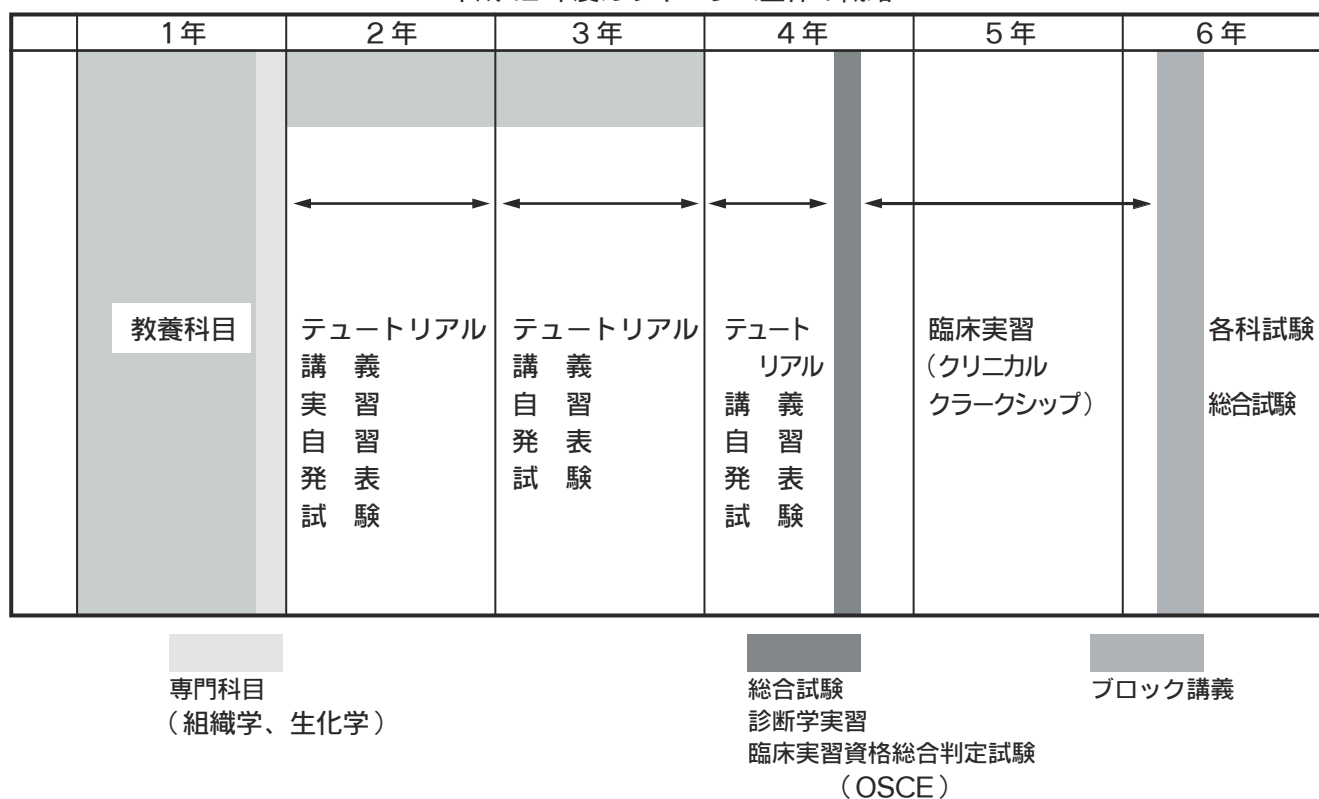 1年 2年 3年 4年 5年 6年
教養科目
テュートリアル
講　義
実　習
自　習
発　表
試　験
テュートリアル
講　義
自　習
発　表
試　験
テュート
リアル
講　義
自　習
発　表
試　験
臨床実習
（クリニカル
クラークシップ）
各科試験
総合試験
専門科目
（組織学、生化学）
総合試験
診断学実習
臨床実習資格総合判定試験
（OSCE）
ブロック講義